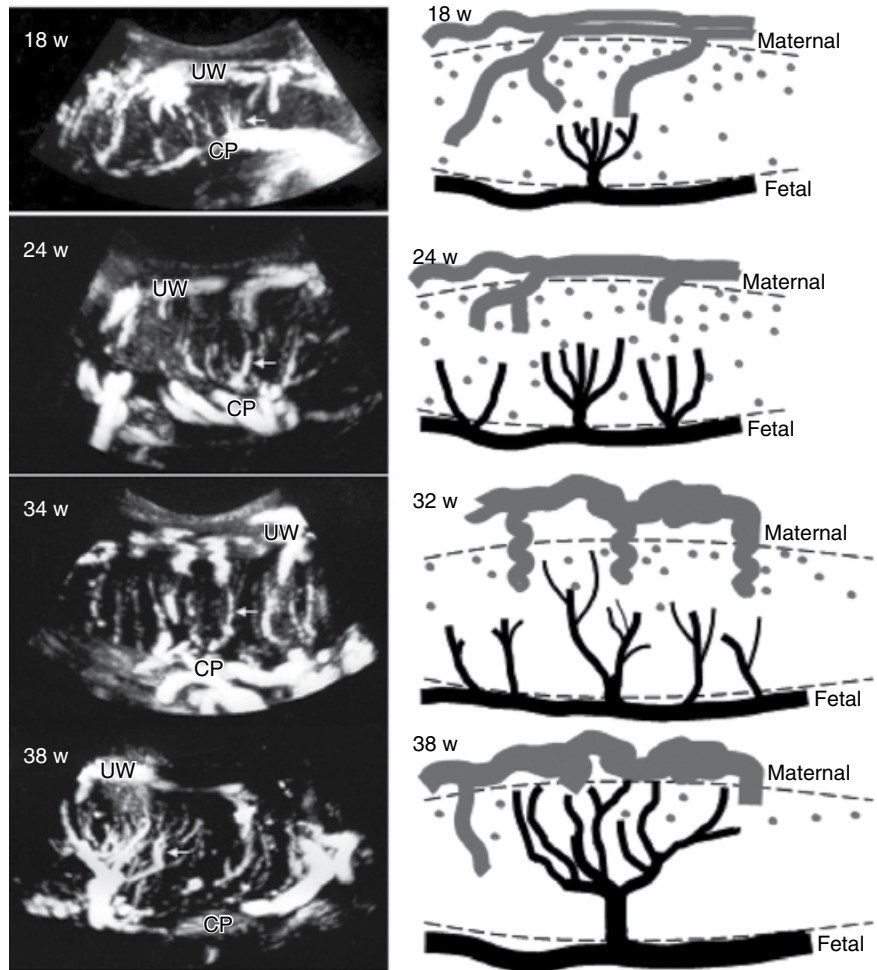 18 w
UW
CP
18 w
Maternal
Fetal
24 w
UW
CP
24 w
Maternal
Fetal
34 w
UW
CP
32 w
Maternal
Fetal
38 w
UW
CP
38 w
Maternal
Fetal